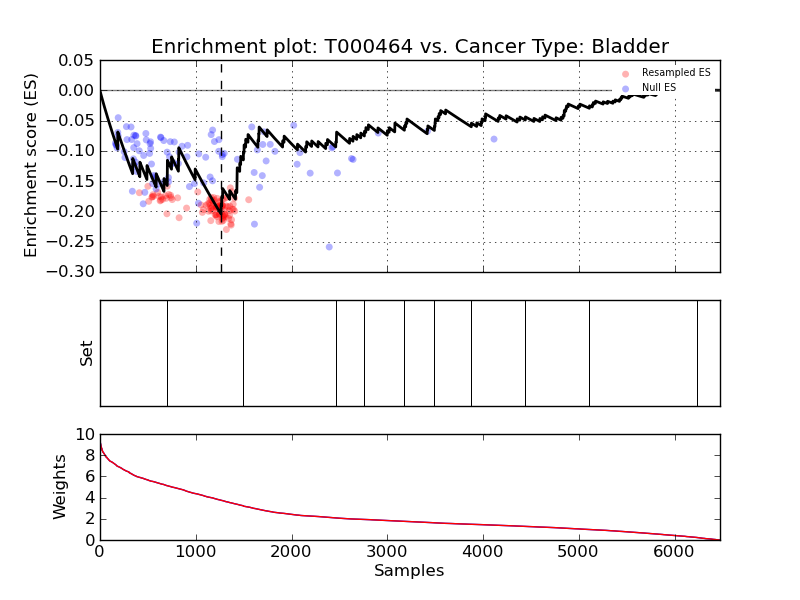 Enrichment plot: T000464 vs. Cancer Type: Bladder
Enrichment score (ES)
0.05
0.00
−0.05
−0.10
−0.15
−0.20
−0.25
−0.30
Resampled ES
Null ES
Set
Weights
10
8
6
4
2
0
0 1000 2000 3000 4000 5000 6000
Samples